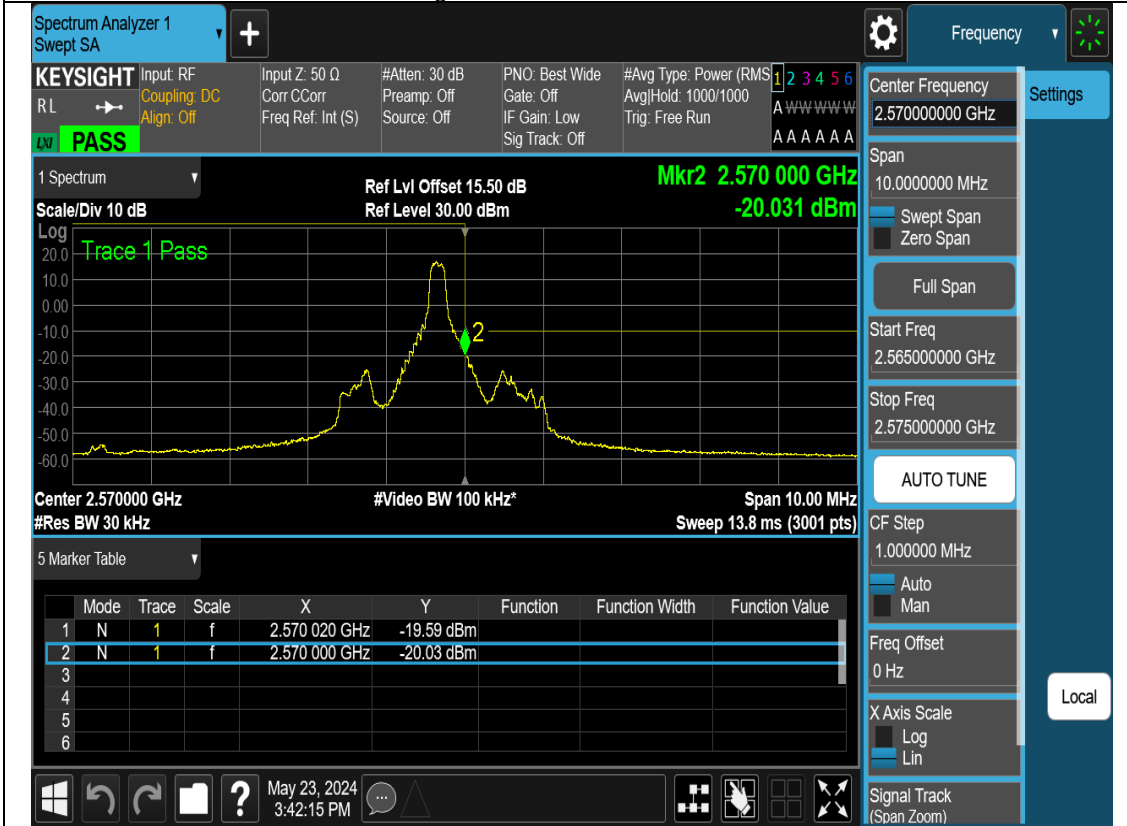 Spectrum Analyzer 1
Swept SA
+
Frequency
KEYSIGHT
RL
LXI PASS
Input: RF
Coupling: DC
Align: Off
Input Z: 50 Ω
Corr CCorr
Freq Ref: Int (S)
#Atten: 30 dB
Preamp: Off
Source: Off
PNO: Best Wide
Gate: Off
IF Gain: Low
Sig Track: Off
#Avg Type: Power (RMS
Avg|Hold: 1000/1000
Trig: Free Run
1 2 3 4 5 6
A W W W W W
A A A A A A
1 Spectrum
Scale/Div 10 dB
Ref Lvl Offset 15.50 dB
Ref Level 30.00 dBm
Mkr2 2.570 000 GHz
-20.031 dBm
Log
Trace 1 Pass
20.0
10.0
0.00
-10.0
-20.0
-30.0
-40.0
-50.0
-60.0
2
Center 2.570000 GHz
#Video BW 100 kHz*
Span 10.00 MHz
#Res BW 30 kHz
Sweep 13.8 ms (3001 pts)
5 Marker Table
Mode Trace Scale X Y Function Function Width Function Value
1 N 1 f 2.570 020 GHz -19.59 dBm
2 N 1 f 2.570 000 GHz -20.03 dBm
3
4
5
6
Center Frequency
2.570000000 GHz
Settings
Span
10.0000000 MHz
Swept Span
Zero Span
Full Span
Start Freq
2.565000000 GHz
Stop Freq
2.575000000 GHz
AUTO TUNE
CF Step
1.000000 MHz
Auto
Man
Freq Offset
0 Hz
X Axis Scale
Log
Lin
Signal Track
(Span Zoom)
Local
?
May 23, 2024
3:42:15 PM